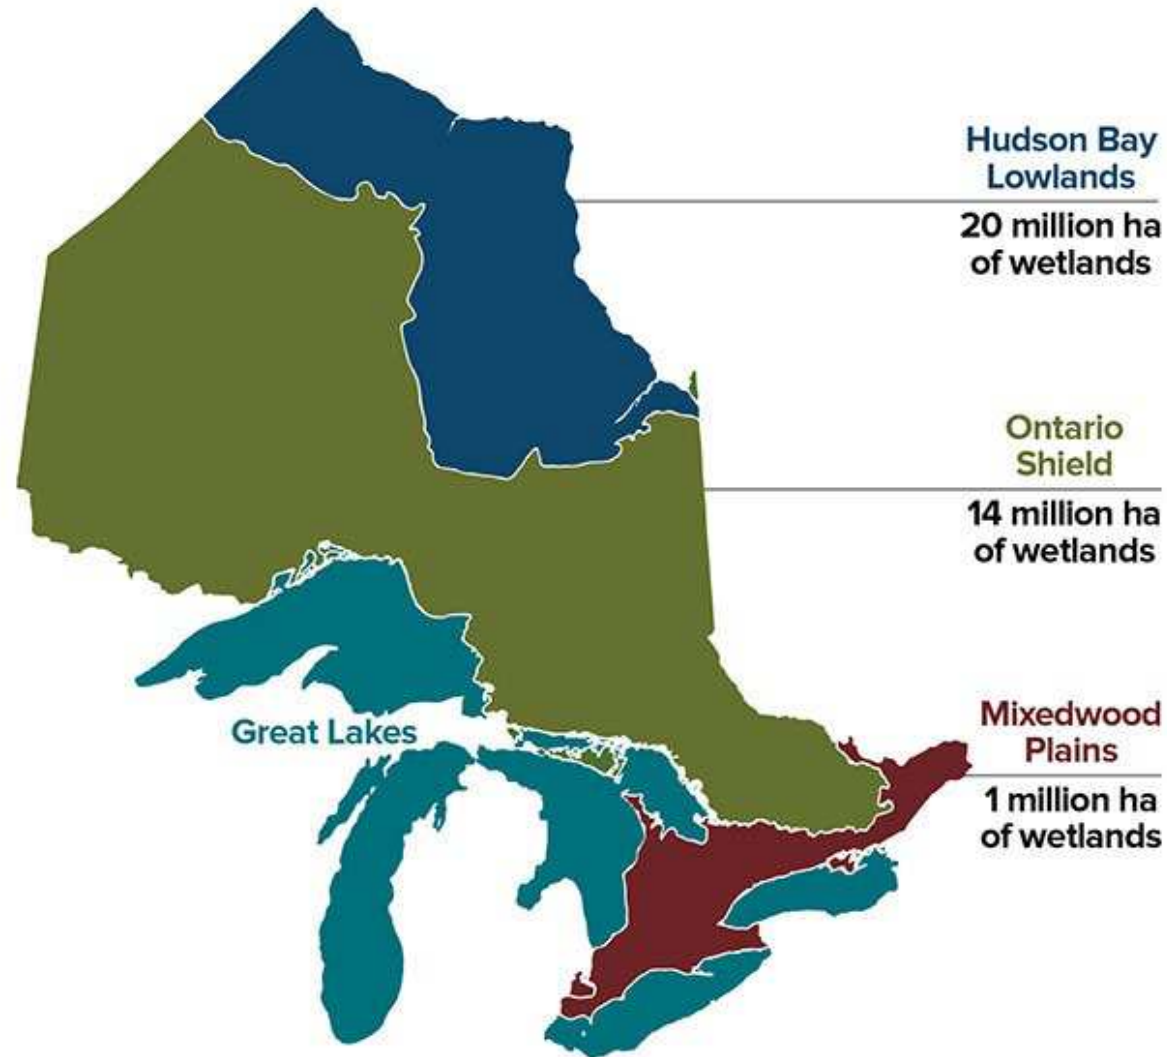 Hudson Bay
Lowlands
20 million ha
of wetlands
Ontario
Shield
14 million ha
of wetlands
Great Lakes
Mixedwood
Plains
1 million ha
of wetlands